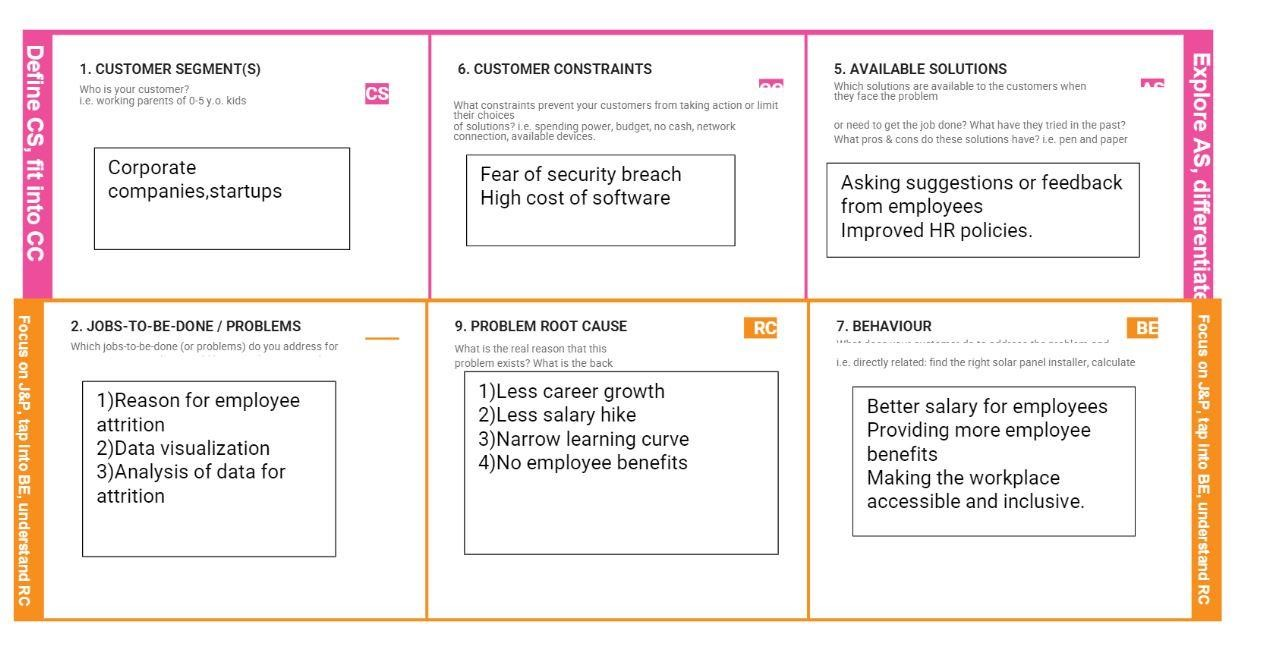 Define CS, fit into CC
1. CUSTOMER SEGMENT(S)
Who is your customer?
i.e. working parents of 0-5 y.o. kids
CS
Corporate
companies,startups
6. CUSTOMER CONSTRAINTS
What constraints prevent your customers from taking action or limit
their choices
of solutions? i.e. spending power, budget, no cash, network
connection, available devices.
Fear of security breach
High cost of software
5. AVAILABLE SOLUTIONS
Which solutions are available to the customers when
they face the problem
or need to get the job done? What have they tried in the past?
What pros & cons do these solutions have? i.e. pen and paper
Asking suggestions or feedback
from employees
Improved HR policies.
Explore AS, differentiate
Focus on J&P, tap into BE, understand RC
2. JOBS-TO-BE-DONE / PROBLEMS
Which jobs-to-be-done (or problems) do you address for
1)Reason for employee
attrition
2)Data visualization
3)Analysis of data for
attrition
9. PROBLEM ROOT CAUSE
RC
What is the real reason that this
problem exists? What is the back
1)Less career growth
2)Less salary hike
3)Narrow learning curve
4)No employee benefits
7. BEHAVIOUR
BE
i.e. directly related: find the right solar panel installer, calculate
Better salary for employees
Providing more employee
benefits
Making the workplace
accessible and inclusive.
Focus on J&P, tap into BE, understand RC